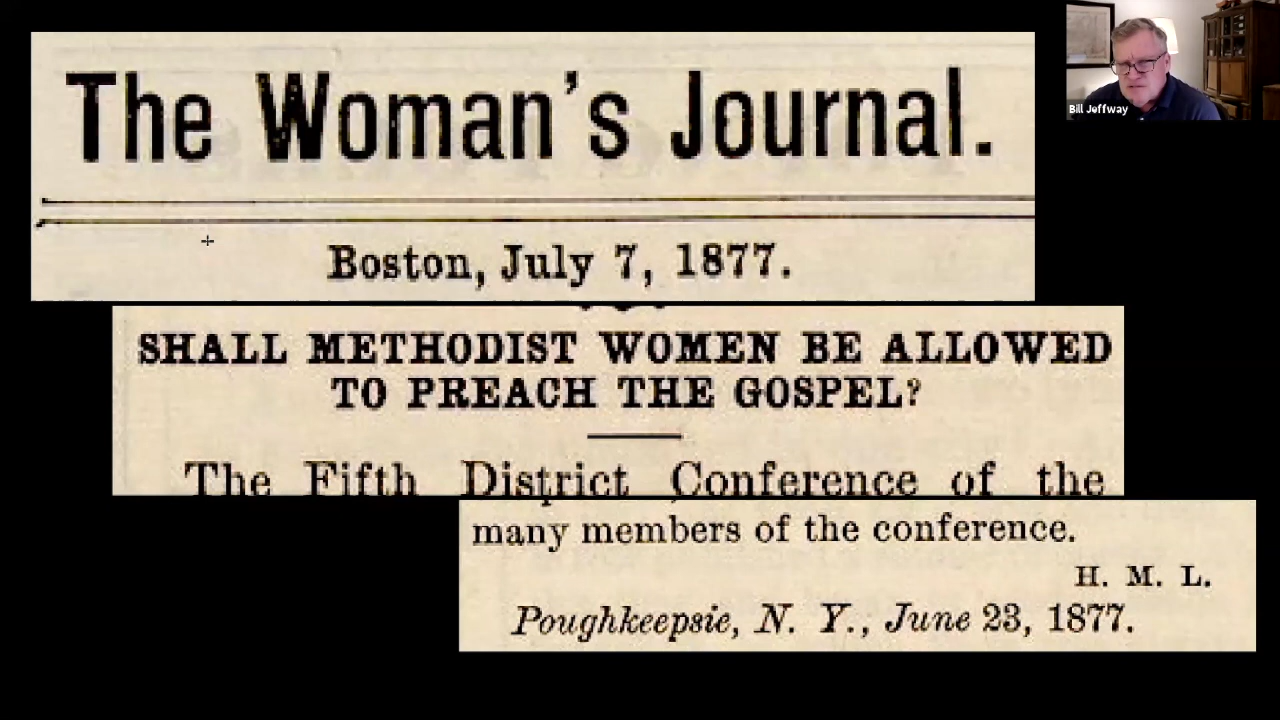 The Woman's Journal.
Boston, July 7, 1877.
SHALL METHODIST WOMEN BE ALLOWED
TO PREACH THE GOSPEL?
The Fifth District Conference of the
many members of the conference.
H. M. L.
Poughkeepsie, N. Y., June 23, 1877.
Bill Jeffway